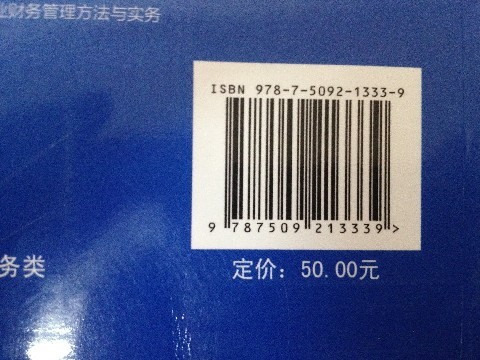 业财务管理方法与实务
ISBN 978-7-5092-1333-9
9 787509 213339 >
务类
定价：50.00元